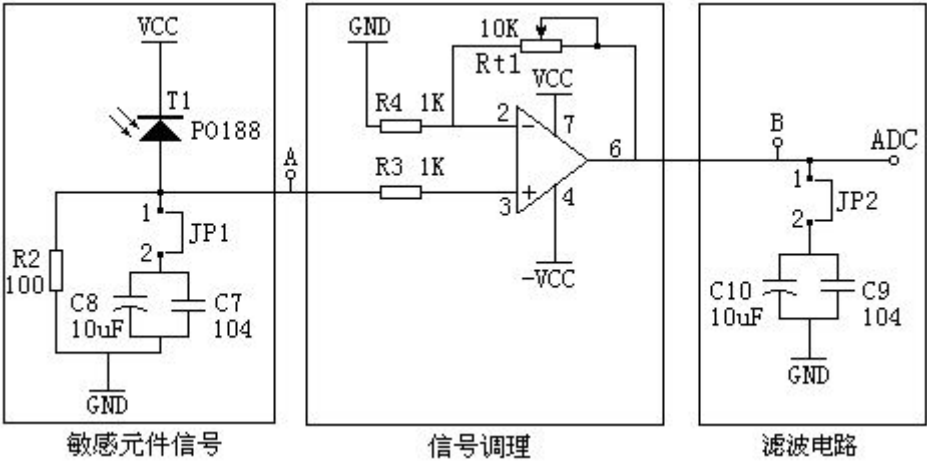 VCC
T1
PO188
A
1
JP1
2
R2
100
C8
10uF
C7
104
GND
敏感元件信号
GND
10K
Rt1
VCC
R4 1K
2
7
-
6
R3 1K
+
3
4
-VCC
信号调理
B
ADC
1
JP2
2
C10
10uF
C9
104
GND
滤波电路